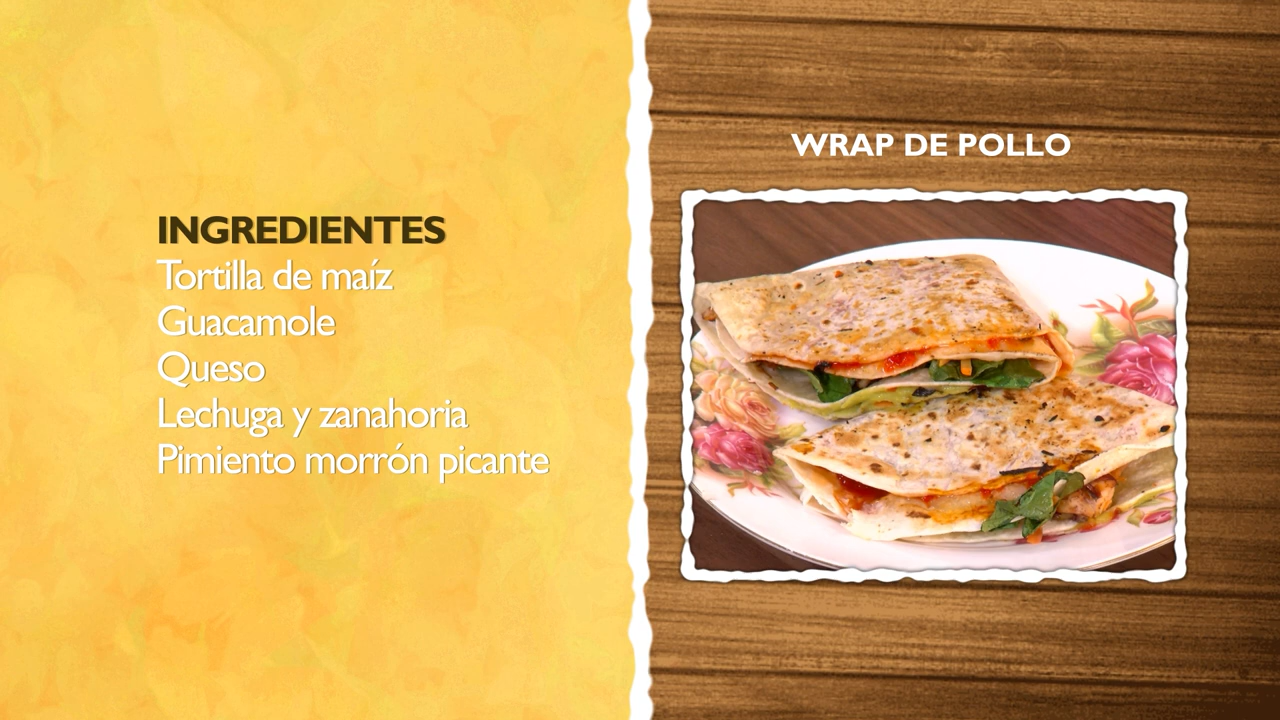 INGREDIENTES
Tortilla de maíz
Guacamole
Queso
Lechuga y zanahoria
Pimiento morrón picante
WRAP DE POLLO